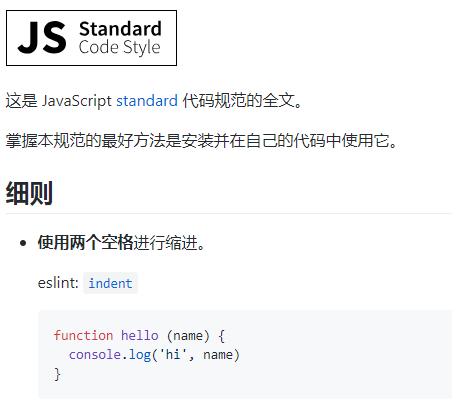 JS Standard
Code Style
这是 JavaScript standard 代码规范的全文。
掌握本规范的最好方法是安装并在自己的代码中使用它。
细则
使用两个空格进行缩进。
eslint: indent
function hello (name) {
  console.log('hi', name)
}